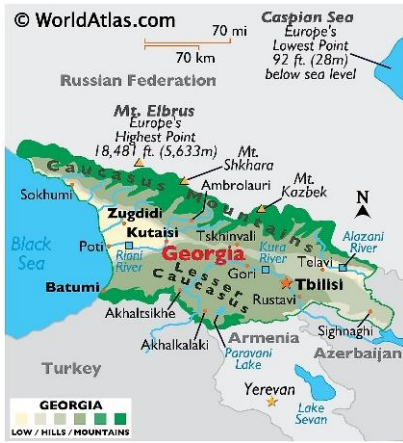 © WorldAtlas.com
70 mi
70 km
Caspian Sea
Europe's
Lowest Point
92 ft. (28m)
below sea level
Russian Federation
Mt. Elbrus
Europe's
Highest Point
18,481 ft. (5,633m)
Mt.
Shkhara
Mt.
Kazbek
Caucasus Mountains
Ambrolauri
N
Sokhumi
Zugdidi
Kutaisi
Tskhinvali
Alazani
River
Black
Sea
Poti
Rioni
River
Georgia
Kura
River
Telavi
Gori
Lesser
Caucasus
Tbilisi
Batumi
Rustavi
Akhaltsikhe
Sighnaghi
Akhalkalaki
Armenia
Paravani
Lake
Azerbaijan
Turkey
Yerevan
Lake
Sevan
GEORGIA
LOW / HILLS / MOUNTAINS